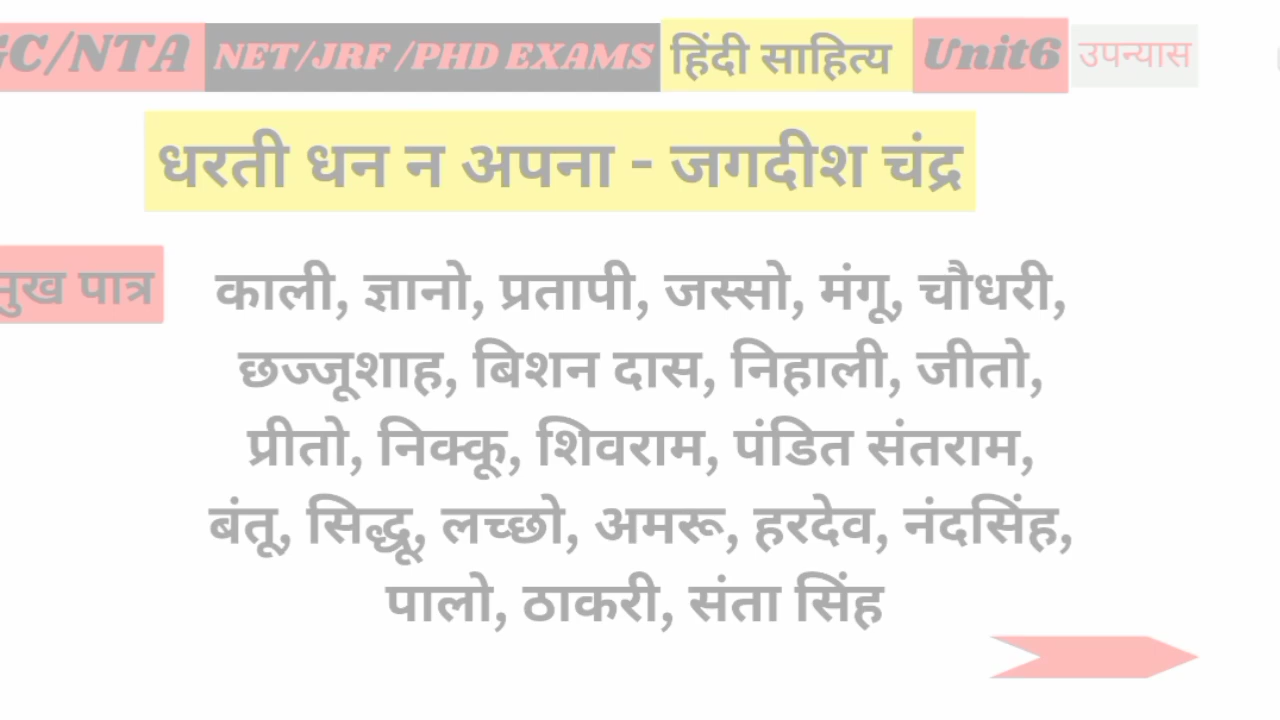 GC/NTA NET/JRF /PHD EXAMS हिंदी साहित्य Unit6 उपन्यास
धरती धन न अपना - जगदीश चंद्र
मुख पात्र काली, ज्ञानो, प्रतापी, जस्सो, मंगू, चौधरी,
छज्जूशाह, बिशन दास, निहाली, जीतो,
प्रीतो, निक्कू, शिवराम, पंडित संतराम,
बंतू, सिद्धू, लच्छो, अमरू, हरदेव, नंदसिंह,
पालो, ठाकरी, संता सिंह